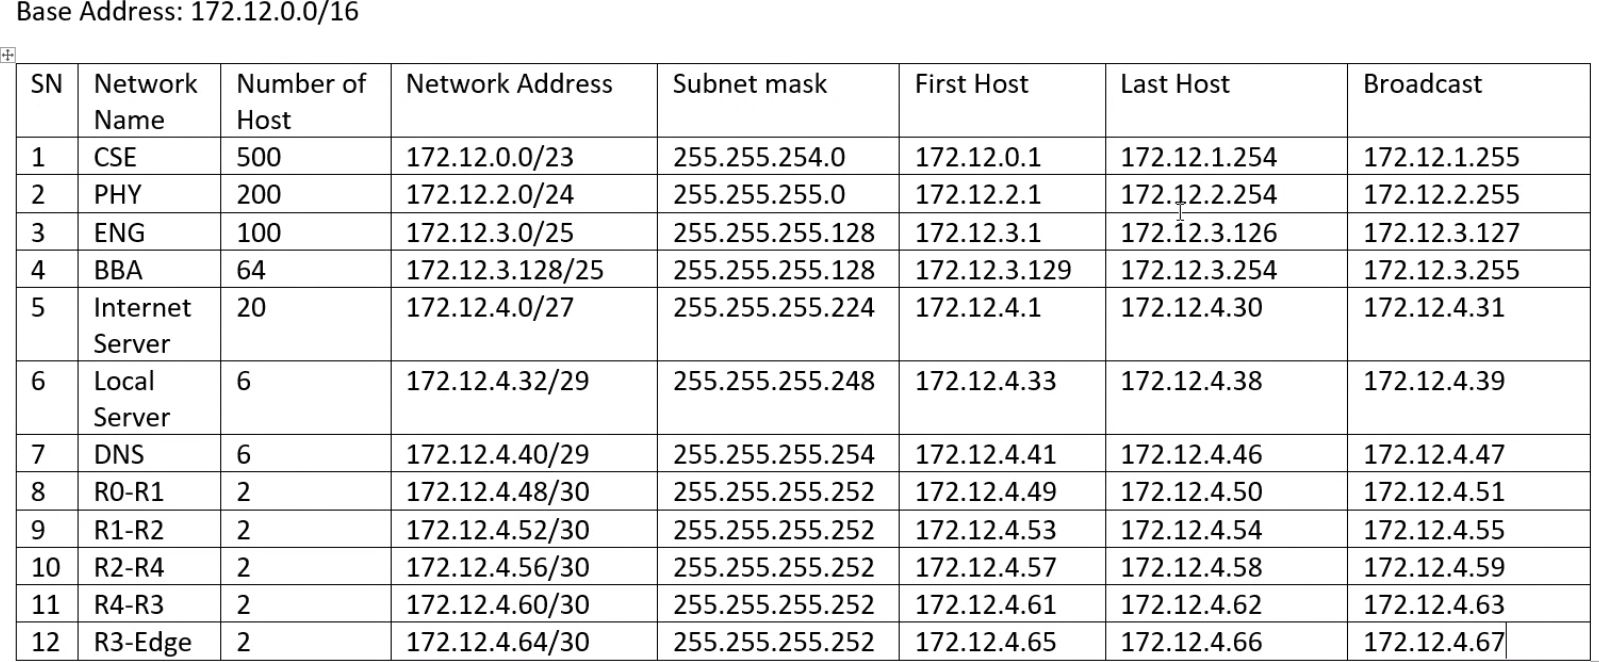 Base Address: 172.12.0.0/16
SN Network Name Number of Host Network Address Subnet mask First Host Last Host Broadcast
1 CSE 500 172.12.0.0/23 255.255.254.0 172.12.0.1 172.12.1.254 172.12.1.255
2 PHY 200 172.12.2.0/24 255.255.255.0 172.12.2.1 172.12.2.254 172.12.2.255
3 ENG 100 172.12.3.0/25 255.255.255.128 172.12.3.1 172.12.3.126 172.12.3.127
4 BBA 64 172.12.3.128/25 255.255.255.128 172.12.3.129 172.12.3.254 172.12.3.255
5 Internet Server 20 172.12.4.0/27 255.255.255.224 172.12.4.1 172.12.4.30 172.12.4.31
6 Local Server 6 172.12.4.32/29 255.255.255.248 172.12.4.33 172.12.4.38 172.12.4.39
7 DNS 6 172.12.4.40/29 255.255.255.254 172.12.4.41 172.12.4.46 172.12.4.47
8 R0-R1 2 172.12.4.48/30 255.255.255.252 172.12.4.49 172.12.4.50 172.12.4.51
9 R1-R2 2 172.12.4.52/30 255.255.255.252 172.12.4.53 172.12.4.54 172.12.4.55
10 R2-R4 2 172.12.4.56/30 255.255.255.252 172.12.4.57 172.12.4.58 172.12.4.59
11 R4-R3 2 172.12.4.60/30 255.255.255.252 172.12.4.61 172.12.4.62 172.12.4.63
12 R3-Edge 2 172.12.4.64/30 255.255.255.252 172.12.4.65 172.12.4.66 172.12.4.67